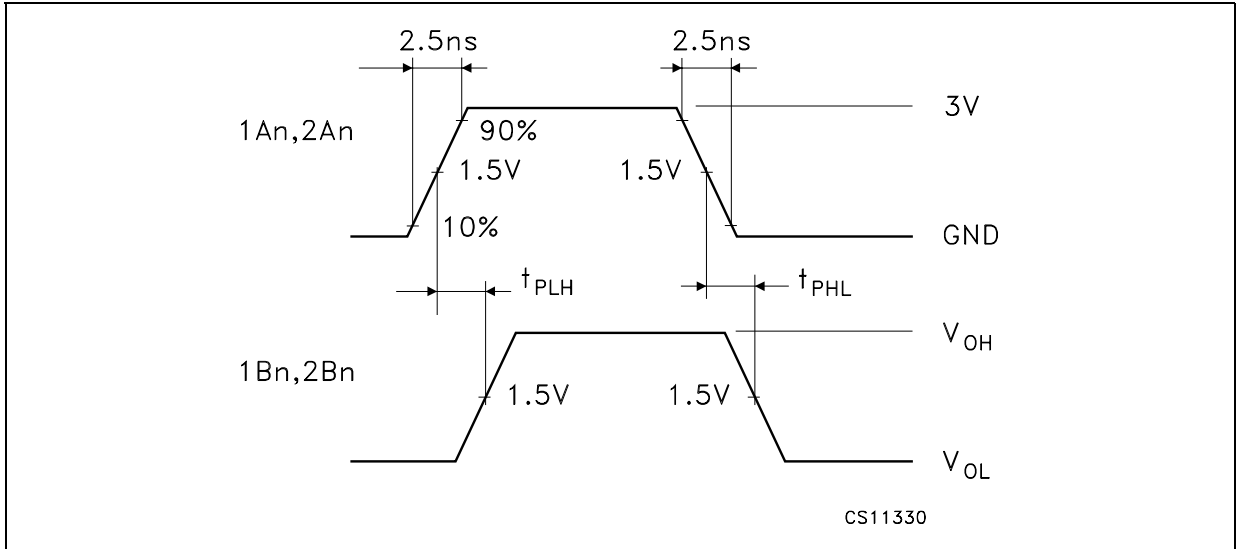 2.5ns 2.5ns
3V
1An,2An 90%
1.5V 1.5V
10% GND
tPLH tPHL
VOH
1Bn,2Bn
1.5V 1.5V
VOL
CS11330